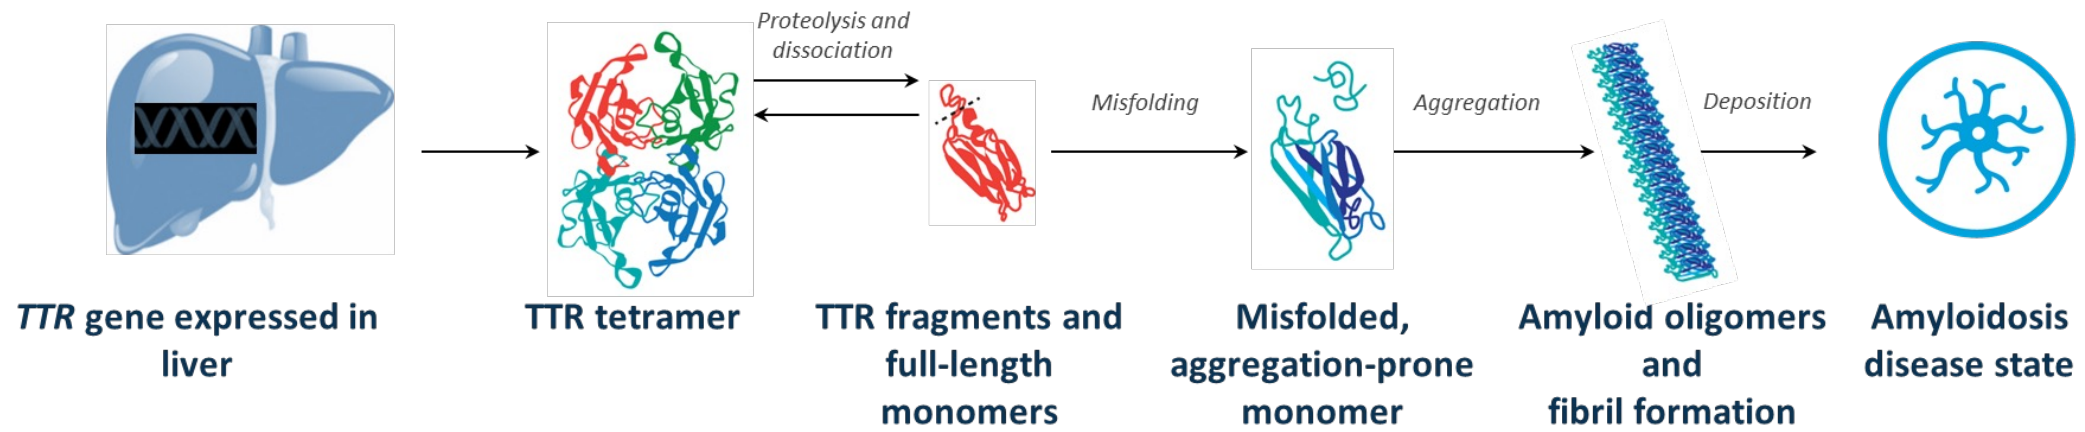 Proteolysis and
dissociation
Misfolding
Aggregation
Deposition
TTR gene expressed in
liver
TTR tetramer
TTR fragments and
full-length
monomers
Misfolded,
aggregation-prone
monomer
Amyloid oligomers
and
fibril formation
Amyloidosis
disease state